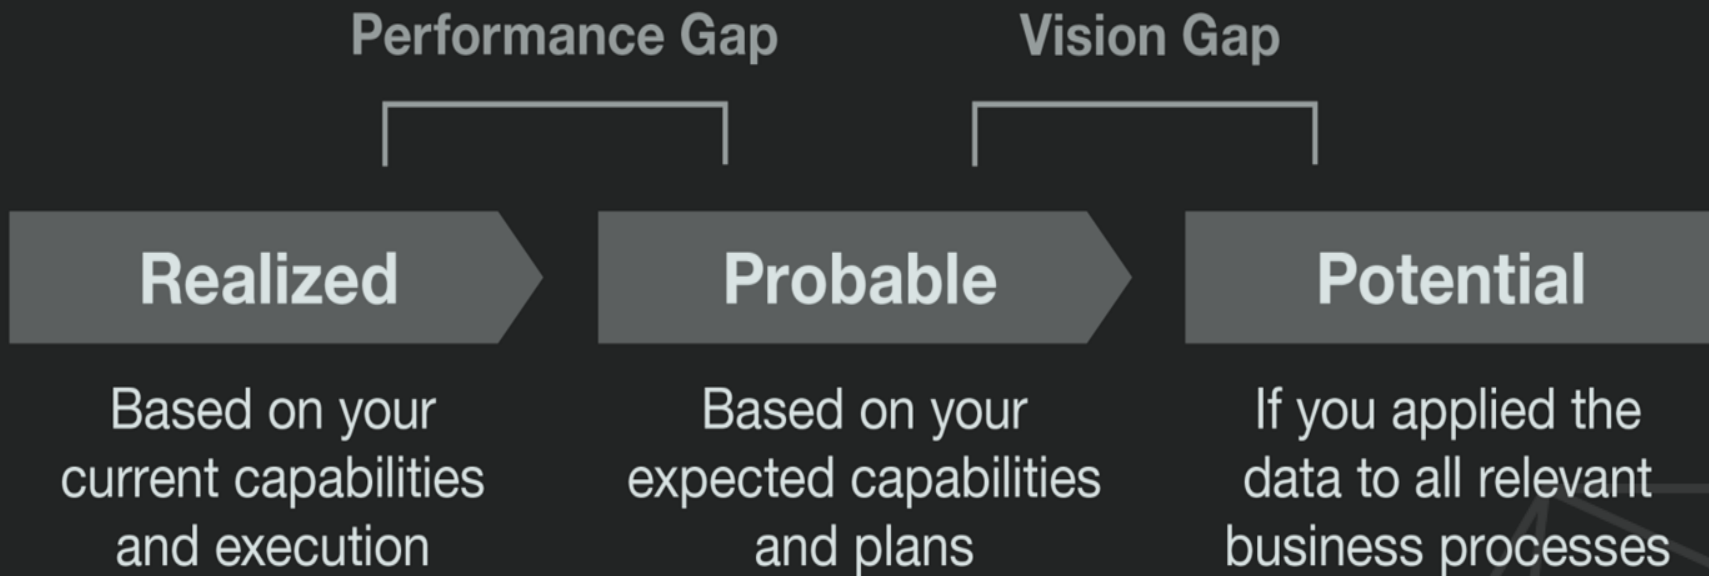 Performance Gap
Vision Gap
Realized
Probable
Potential
Based on your
current capabilities
and execution
Based on your
expected capabilities
and plans
If you applied the
data to all relevant
business processes